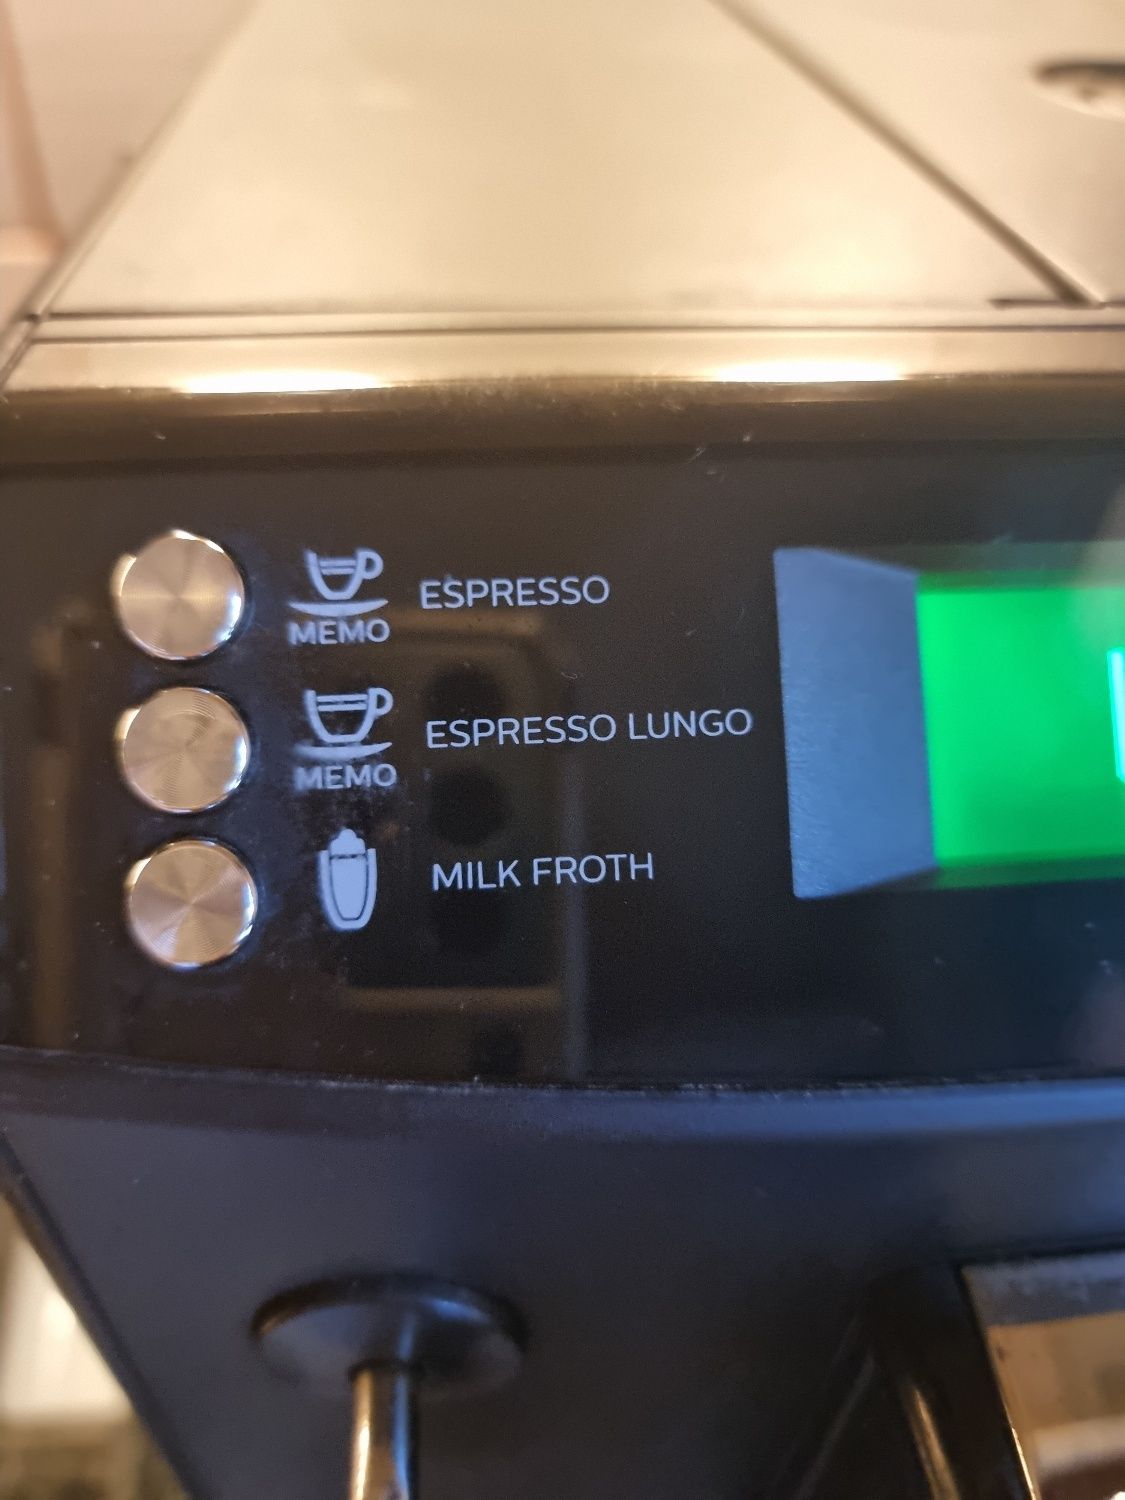 ESPRESSO
MEMO
ESPRESSO LUNGO
MEMO
MILK FROTH